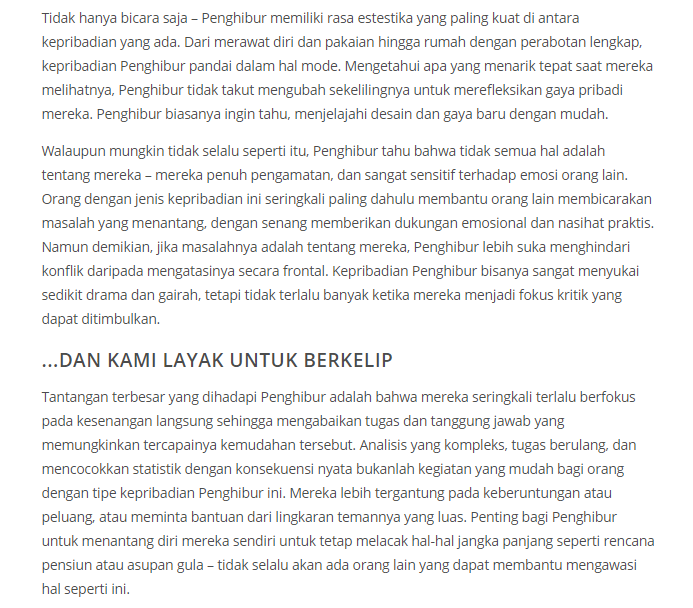 Tidak hanya bicara saja – Penghibur memiliki rasa estestika yang paling kuat di antara
kepribadian yang ada. Dari merawat diri dan pakaian hingga rumah dengan perabotan lengkap,
kepribadian Penghibur pandai dalam hal mode. Mengetahui apa yang menarik tepat saat mereka
melihatnya, Penghibur tidak takut mengubah sekelilingnya untuk merefleksikan gaya pribadi
mereka. Penghibur biasanya ingin tahu, menjelajahi desain dan gaya baru dengan mudah.
Walaupun mungkin tidak selalu seperti itu, Penghibur tahu bahwa tidak semua hal adalah
tentang mereka – mereka penuh pengamatan, dan sangat sensitif terhadap emosi orang lain.
Orang dengan jenis kepribadian ini seringkali paling dahulu membantu orang lain membicarakan
masalah yang menantang, dengan senang memberikan dukungan emosional dan nasihat praktis.
Namun demikian, jika masalahnya adalah tentang mereka, Penghibur lebih suka menghindari
konflik daripada mengatasinya secara frontal. Kepribadian Penghibur bisanya sangat menyukai
sedikit drama dan gairah, tetapi tidak terlalu banyak ketika mereka menjadi fokus kritik yang
dapat ditimbulkan.
...DAN KAMI LAYAK UNTUK BERKELIP
Tantangan terbesar yang dihadapi Penghibur adalah bahwa mereka seringkali terlalu berfokus
pada kesenangan langsung sehingga mengabaikan tugas dan tanggung jawab yang
memungkinkan tercapainya kemudahan tersebut. Analisis yang kompleks, tugas berulang, dan
mencocokkan statistik dengan konsekuensi nyata bukanlah kegiatan yang mudah bagi orang
dengan tipe kepribadian Penghibur ini. Mereka lebih tergantung pada keberuntungan atau
peluang, atau meminta bantuan dari lingkaran temannya yang luas. Penting bagi Penghibur
untuk menantang diri mereka sendiri untuk tetap melacak hal-hal jangka panjang seperti rencana
pensiun atau asupan gula – tidak selalu akan ada orang lain yang dapat membantu mengawasi
hal seperti ini.